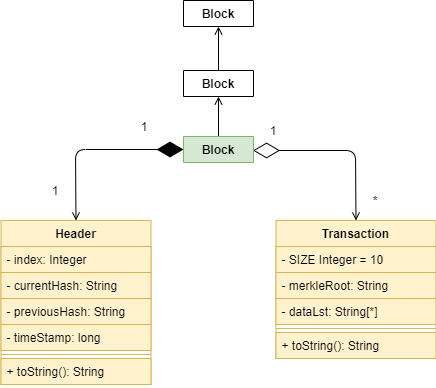 Block
Block
Block
1
1
1
*
Header
- index: Integer
- currentHash: String
- previousHash: String
- timeStamp: long
+ toString(): String
Transaction
- SIZE Integer = 10
- merkleRoot: String
- dataLst: String[*]
+ toString(): String